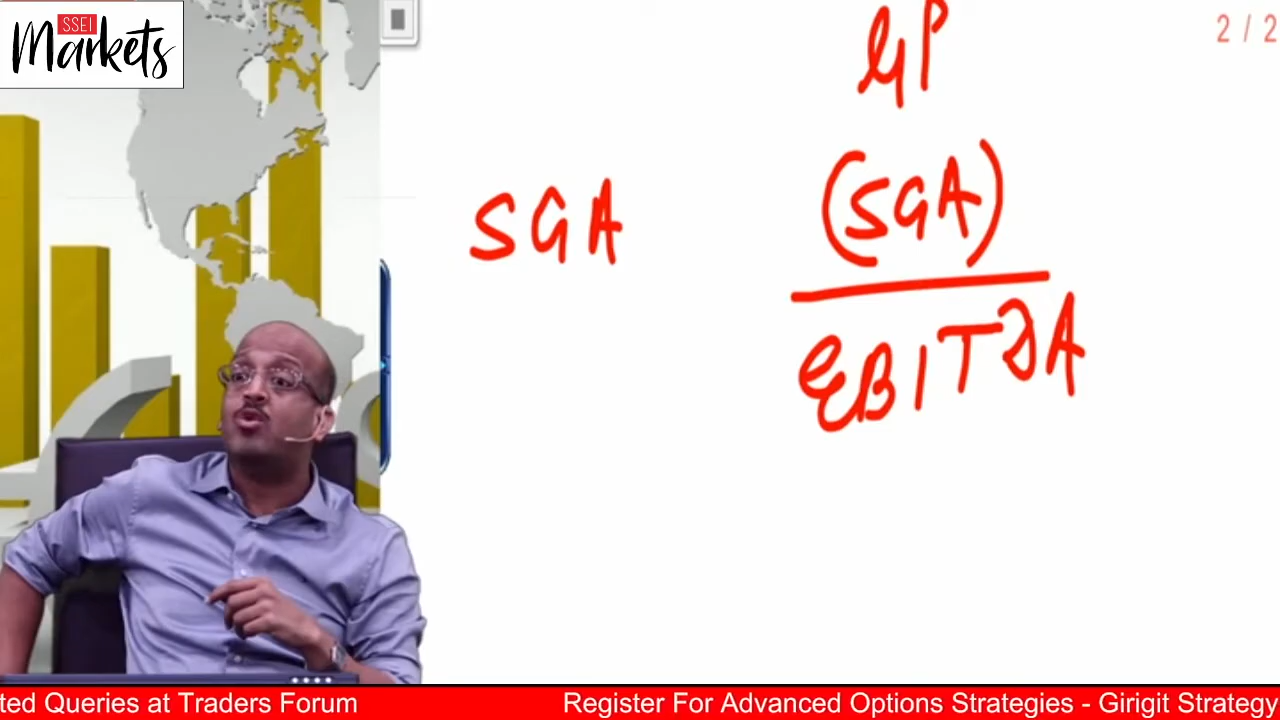 SSEI
Markets
2 / 2
GP
SGA
(SGA)
EBITDA
ted Queries at Traders Forum
Register For Advanced Options Strategies - Girigit Strategy